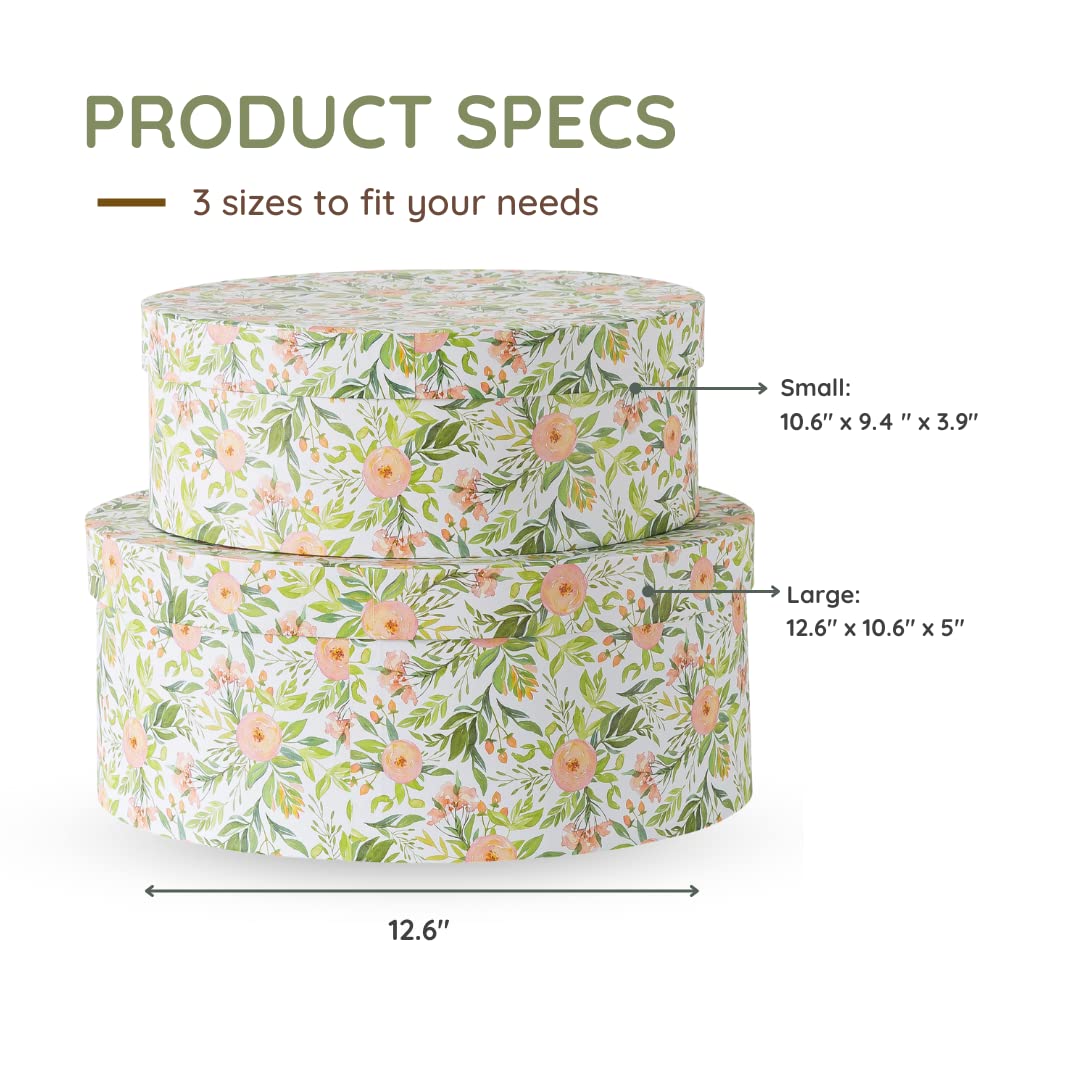 PRODUCT SPECS
3 sizes to fit your needs
Small:
10.6" x 9.4 " x 3.9"
Large:
12.6" x 10.6" x 5"
12.6"